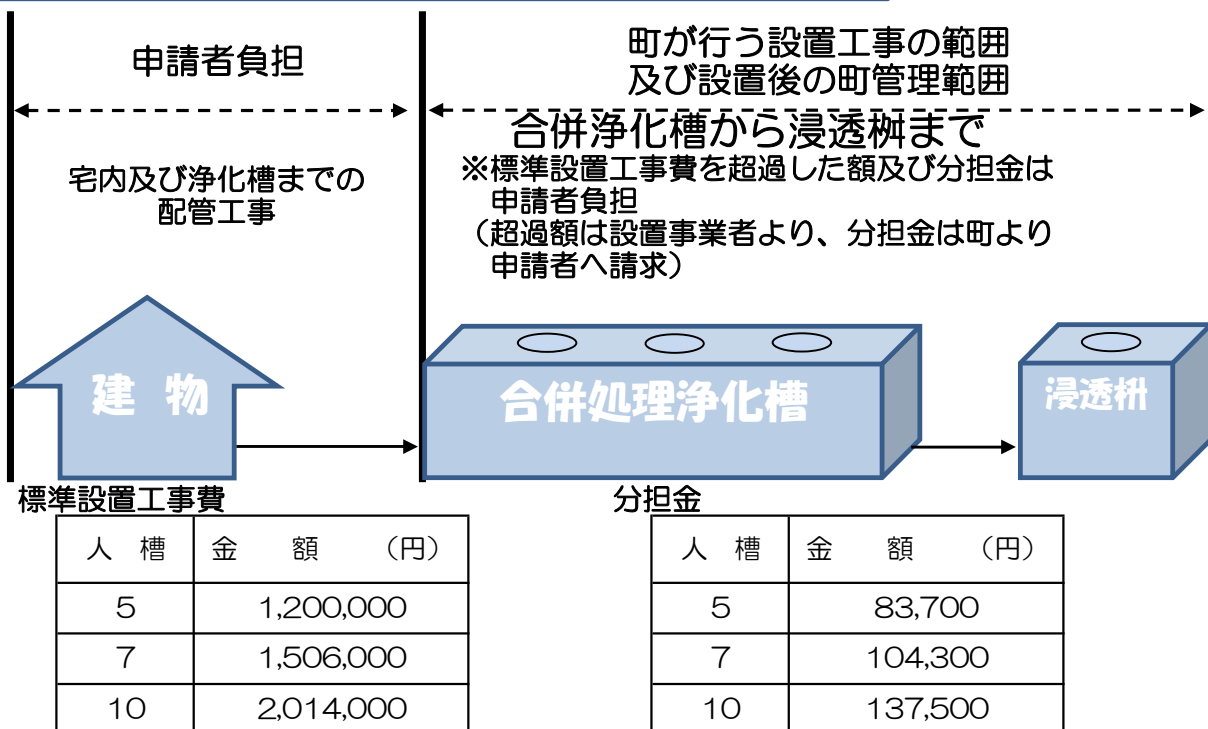 申請者負担
町が行う設置工事の範囲
及び設置後の町管理範囲
合併浄化槽から浸透桝まで
※標準設置工事費を超過した額及び分担金は
申請者負担
（超過額は設置事業者より、分担金は町より
申請者へ請求）
宅内及び浄化槽までの
配管工事
建 物
合併処理浄化槽
浸透枡
標準設置工事費
人 槽 金 額 （円）
5 1,200,000
7 1,506,000
10 2,014,000
分担金
人 槽 金 額 （円）
5 83,700
7 104,300
10 137,500